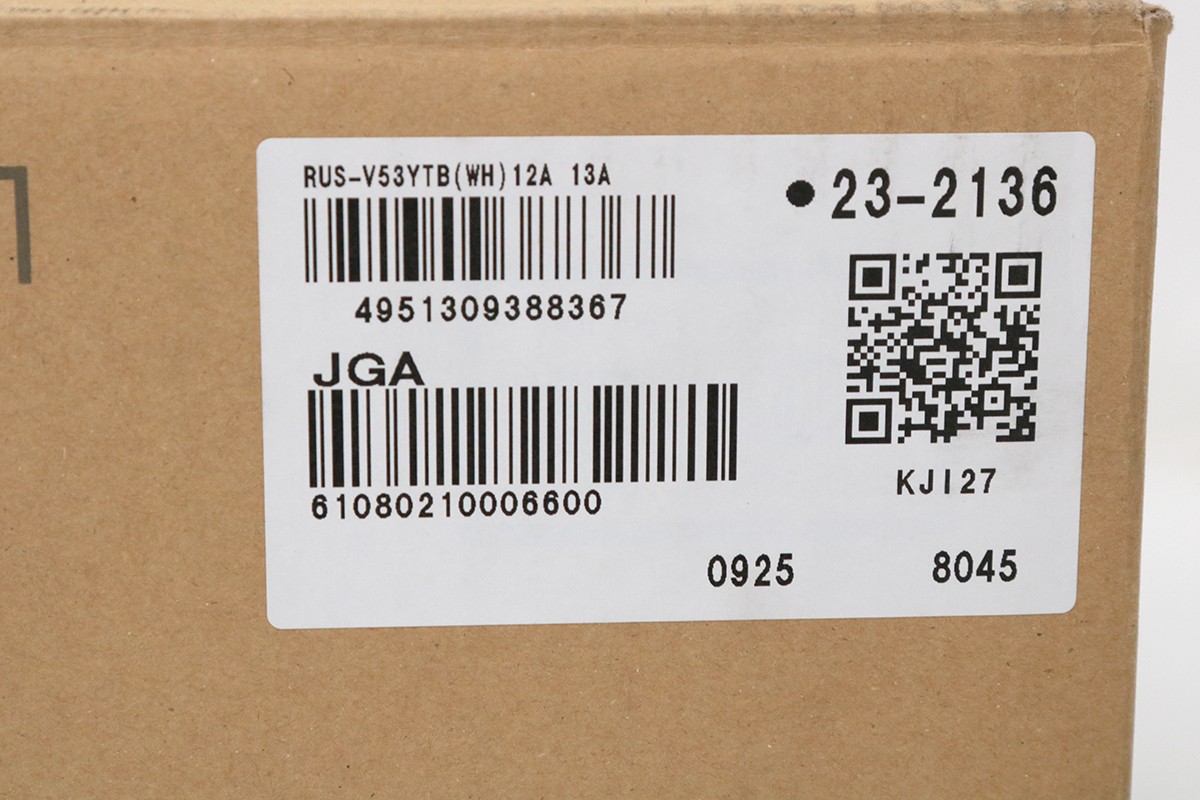 RUS-V53YTB(WH)12A 13A
●23-2136
4951309388367
JGA
61080210006600
KJI27
0925 8045